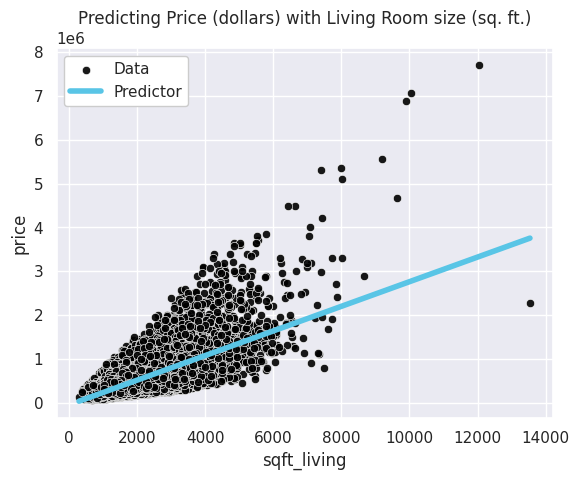 Predicting Price (dollars) with Living Room size (sq. ft.)
1e6
Data
Predictor
8
7
6
5
4
3
2
1
0
price
0 2000 4000 6000 8000 10000 12000 14000
sqft_living